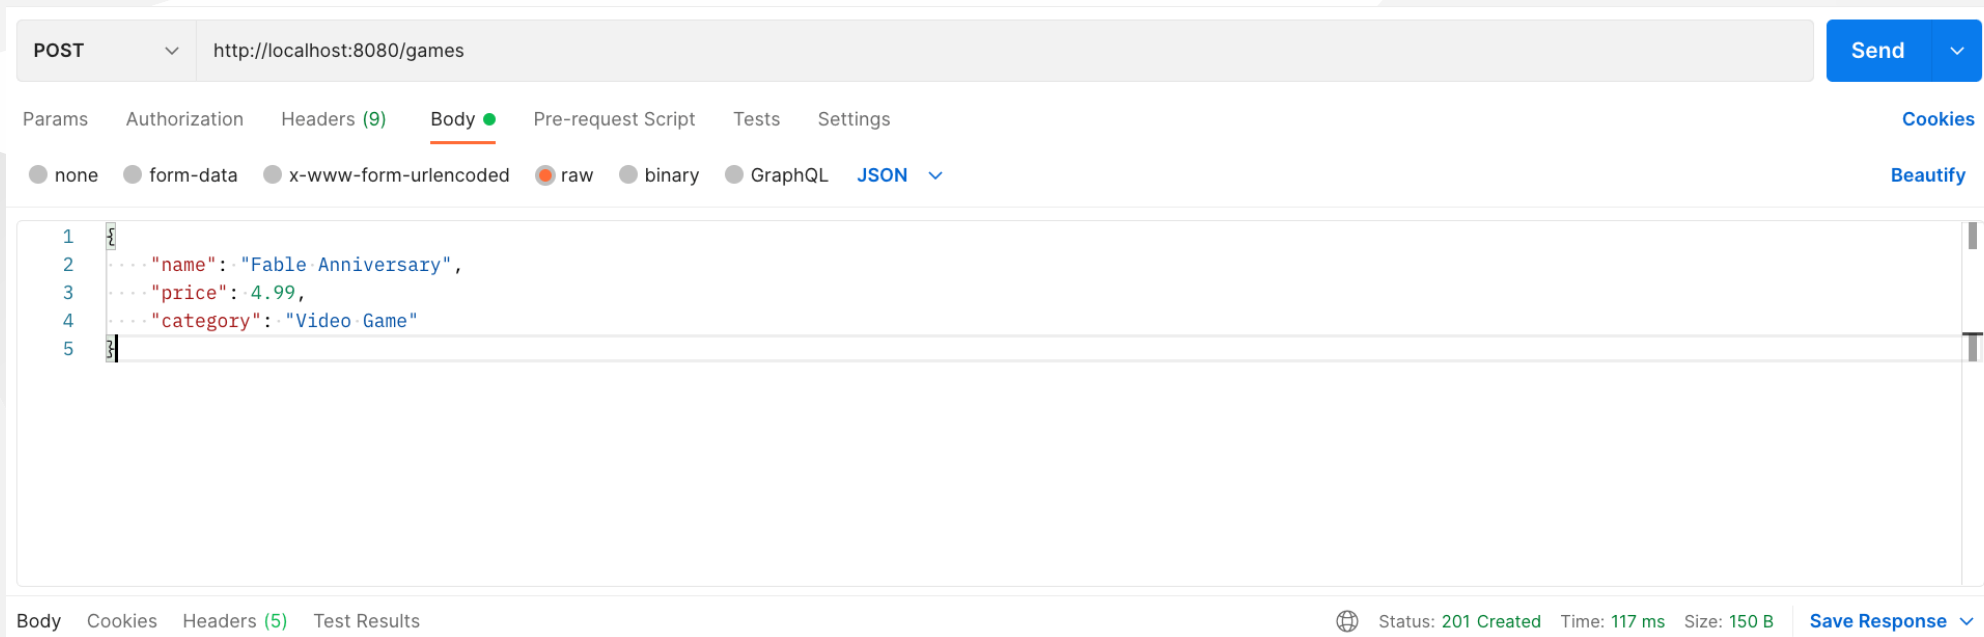 POST http://localhost:8080/games Send
Params Authorization Headers (9) Body Pre-request Script Tests Settings Cookies
none form-data x-www-form-urlencoded raw binary GraphQL JSON Beautify
1 {
2 "name": "Fable Anniversary",
3 "price": 4.99,
4 "category": "Video Game"
5 }
Body Cookies Headers (5) Test Results Status: 201 Created Time: 117 ms Size: 150 B Save Response